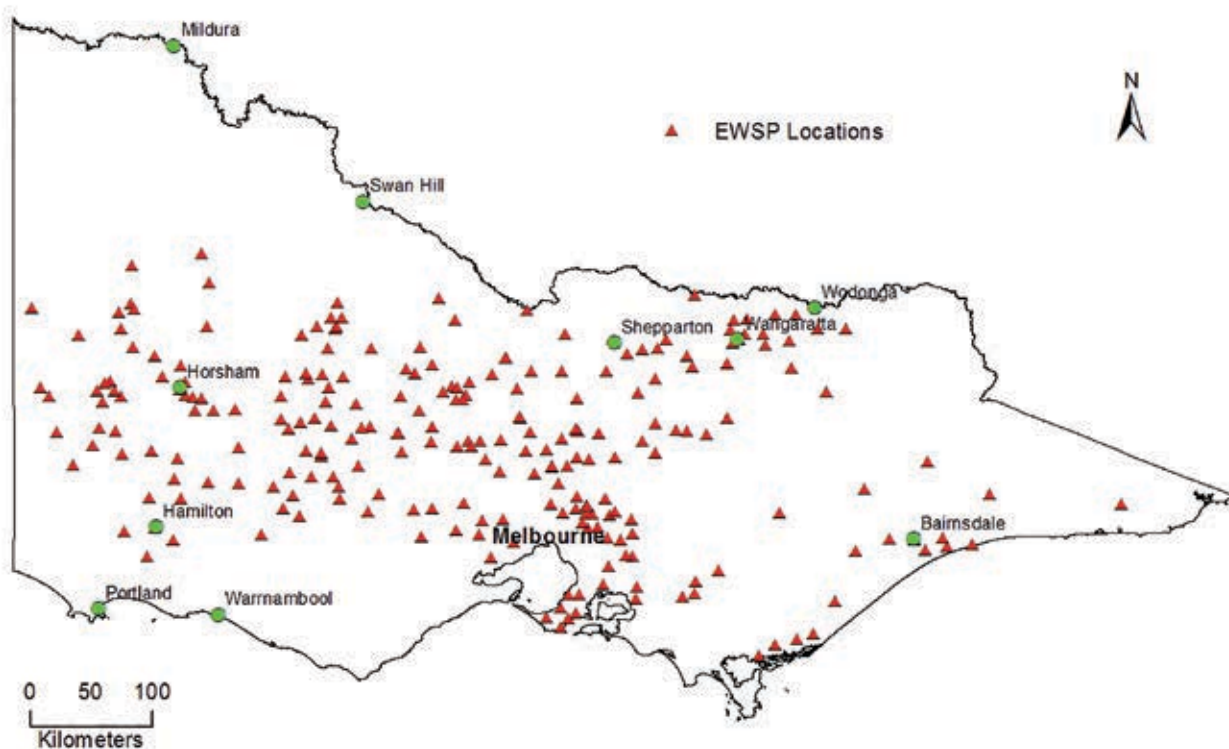 Mildura
N
EWSP Locations
Swan Hill
Wodonga
Shepparton
Wangaratta
Horsham
Hamilton
Melbourne
Bairnsdale
Portland
Warrnambool
0 50 100
Kilometers